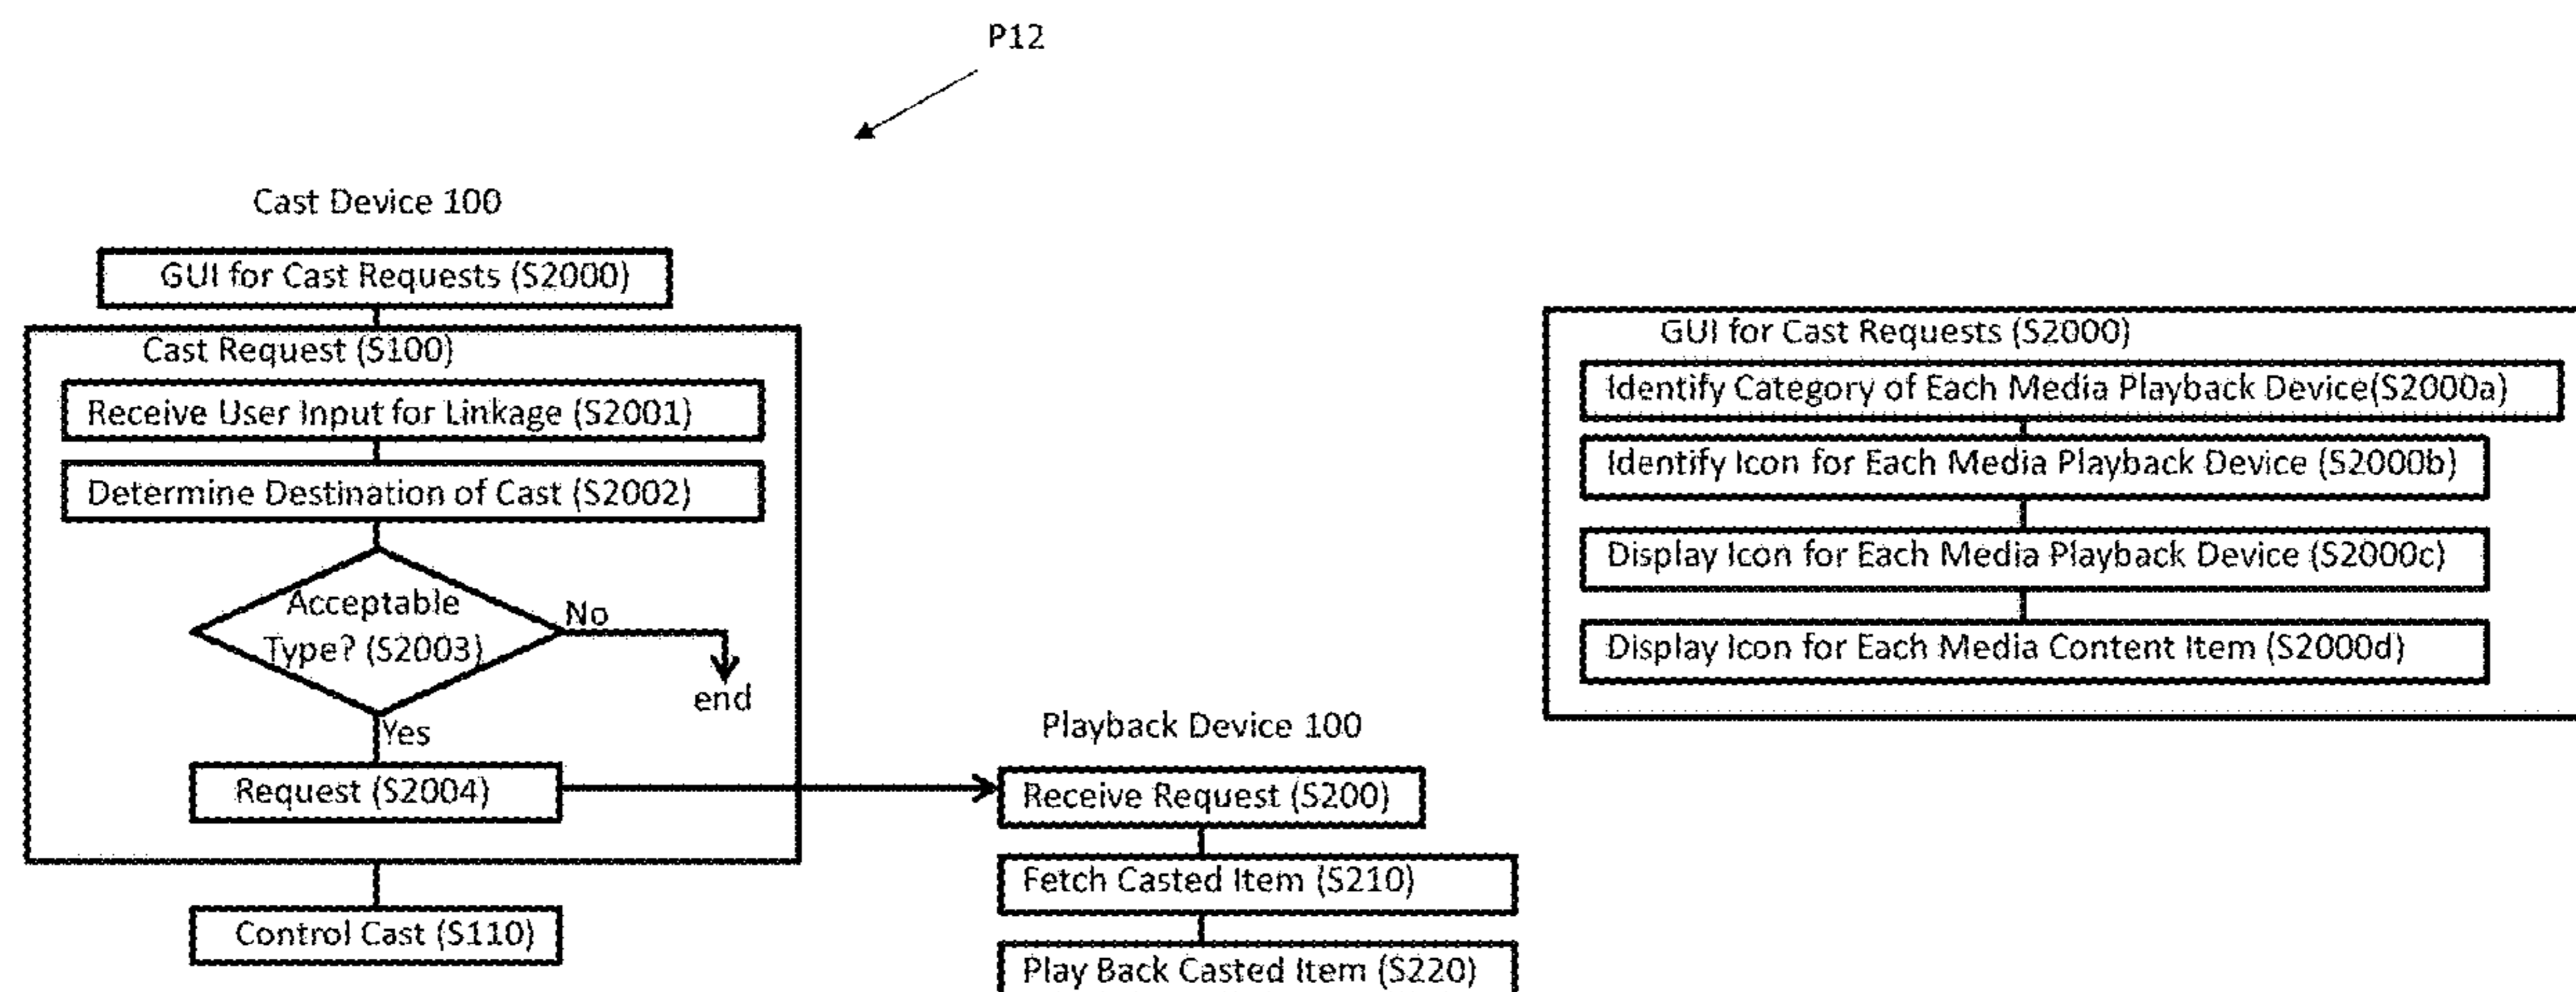 P12
Cast Device 100
GUI for Cast Requests (S2000)
Cast Request (S100)
Receive User Input for Linkage (S2001)
Determine Destination of Cast (S2002)
Acceptable
Type? (S2003)
No
end
Yes
Request (S2004)
Control Cast (S110)
Playback Device 100
Receive Request (S200)
Fetch Casted Item (S210)
Play Back Casted Item (S220)
GUI for Cast Requests (S2000)
Identify Category of Each Media Playback Device(S2000a)
Identify Icon for Each Media Playback Device (S2000b)
Display Icon for Each Media Playback Device (S2000c)
Display Icon for Each Media Content Item (S2000d)